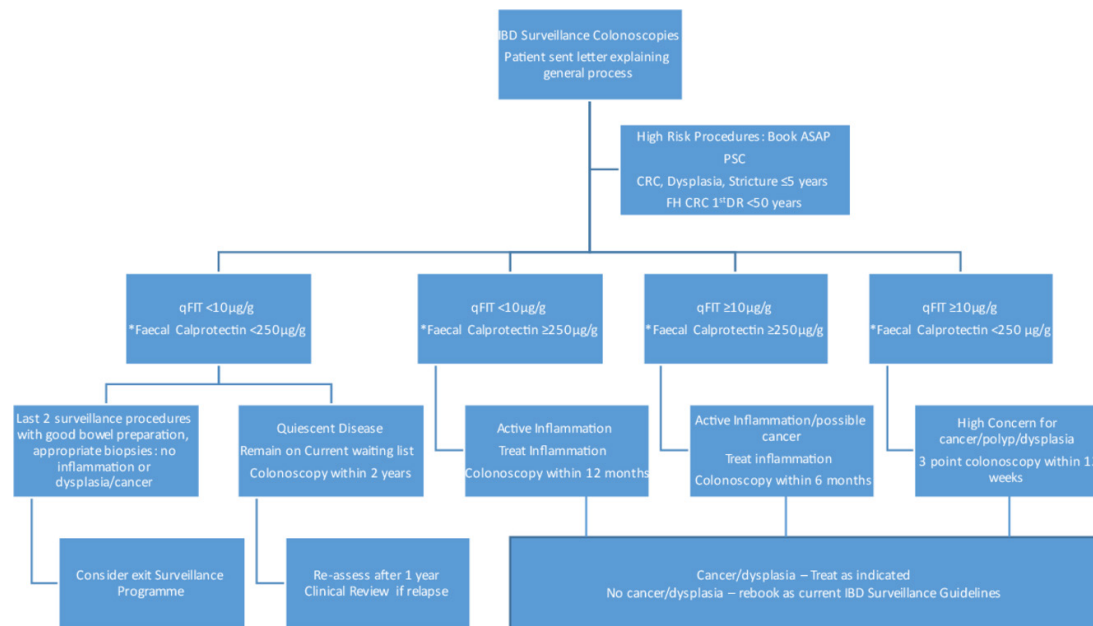 IBD Surveillance Colonoscopies
Patient sent letter explaining
general process
High Risk Procedures: Book ASAP
PSC
CRC, Dysplasia, Stricture ≤5 years
FH CRC 1stDR <50 years
qFIT <10µg/g
*Faecal Calprotectin <250µg/g
qFIT <10µg/g
*Faecal Calprotectin ≥250µg/g
qFIT ≥10µg/g
*Faecal Calprotectin ≥250µg/g
qFIT ≥10µg/g
*Faecal Calprotectin <250 µg/g
Last 2 surveillance procedures
with good bowel preparation,
appropriate biopsies: no
inflammation or
dysplasia/cancer
Quiescent Disease
Remain on Current waiting list
Colonoscopy within 2 years
Active Inflammation
Treat Inflammation
Colonoscopy within 12 months
Active Inflammation/possible
cancer
Treat inflammation
Colonoscopy within 6 months
High Concern for
cancer/polyp/dysplasia
3 point colonoscopy within
weeks
Consider exit Surveillance
Programme
Re-assess after 1 year
Clinical Review if relapse
Cancer/dysplasia – Treat as indicated
No cancer/dysplasia – rebook as current IBD Surveillance Guidelines